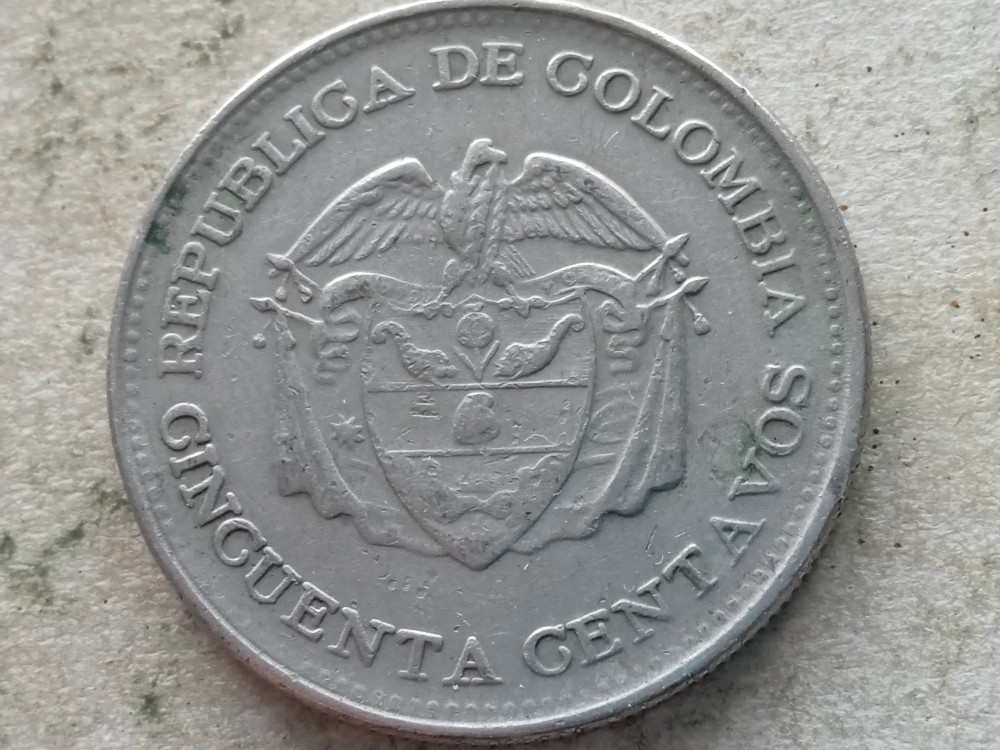 REPUBLICA DE COLOMBIA
CINCUENTA CENTAVOS